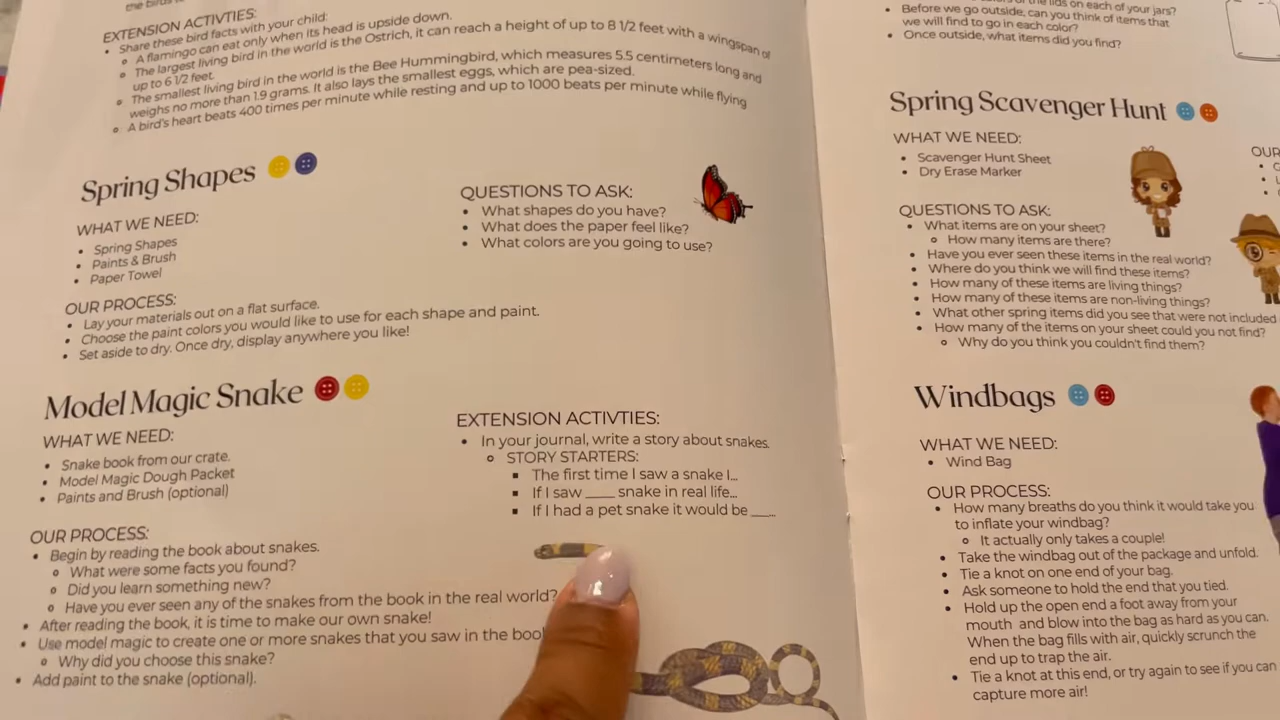 the birds
EXTENSION ACTIVTIES:
• Share these bird facts with your child:
o A flamingo can eat only when its head is upside down.
o The largest living bird in the world is the Ostrich, it can reach a height of up to 8 1/2 feet with a wingspan of
up to 6 1/2 feet.
o The smallest living bird in the world is the Bee Hummingbird, which measures 5.5 centimeters long and
weighs no more than 1.9 grams. It also lays the smallest eggs, which are pea-sized.
o A bird's heart beats 400 times per minute while resting and up to 1000 beats per minute while flying
Spring Shapes
WHAT WE NEED:
• Spring Shapes
• Paints & Brush
• Paper Towel
QUESTIONS TO ASK:
• What shapes do you have?
• What does the paper feel like?
• What colors are you going to use?
OUR PROCESS:
• Lay your materials out on a flat surface.
• Choose the paint colors you would like to use for each shape and paint.
• Set aside to dry. Once dry, display anywhere you like!
Model Magic Snake
WHAT WE NEED:
• Snake book from our crate.
• Model Magic Dough Packet
• Paints and Brush (optional)
EXTENSION ACTIVTIES:
• In your journal, write a story about snakes.
o STORY STARTERS:
▪ The first time I saw a snake I...
▪ If I saw ____ snake in real life...
▪ If I had a pet snake it would be ____...
OUR PROCESS:
• Begin by reading the book about snakes.
o What were some facts you found?
o Did you learn something new?
o Have you ever seen any of the snakes from the book in the real world?
• After reading the book, it is time to make our own snake!
• Use model magic to create one or more snakes that you saw in the boo
o Why did you choose this snake?
• Add paint to the snake (optional).
the lids on each of your jars?
• Before we go outside, can you think of items that
we will find to go in each color?
• Once outside, what items did you find?
Spring Scavenger Hunt
WHAT WE NEED:
• Scavenger Hunt Sheet
• Dry Erase Marker
OUR
QUESTIONS TO ASK:
• What items are on your sheet?
o How many items are there?
• Have you ever seen these items in the real world?
• Where do you think we will find these items?
• How many of these items are living things?
• How many of these items are non-living things?
• What other spring items did you see that were not included
• How many of the items on your sheet could you not find?
o Why do you think you couldn't find them?
Windbags
WHAT WE NEED:
• Wind Bag
OUR PROCESS:
• How many breaths do you think it would take you
to inflate your windbag?
o It actually only takes a couple!
• Take the windbag out of the package and unfold.
• Tie a knot on one end of your bag.
• Ask someone to hold the end that you tied.
• Hold up the open end a foot away from your
mouth and blow into the bag as hard as you can.
When the bag fills with air, quickly scrunch the
end up to trap the air.
• Tie a knot at this end, or try again to see if you can
capture more air!